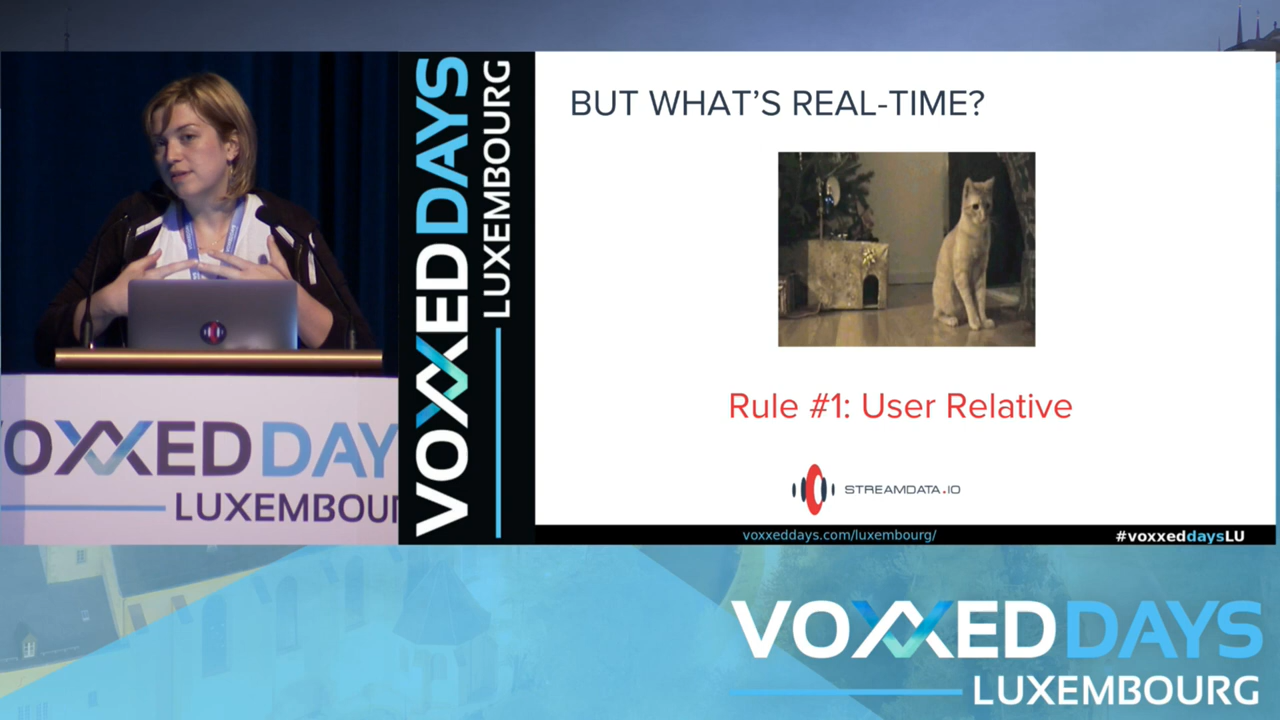 VOXXED DAYS
LUXEMBOUR
VOXXED DAYS
LUXEMBOURG
BUT WHAT'S REAL-TIME?
Rule #1: User Relative
STREAMDATA.IO
voxxeddays.com/luxembourg/
#voxxeddaysLU
VOXXED DAYS
LUXEMBOURG